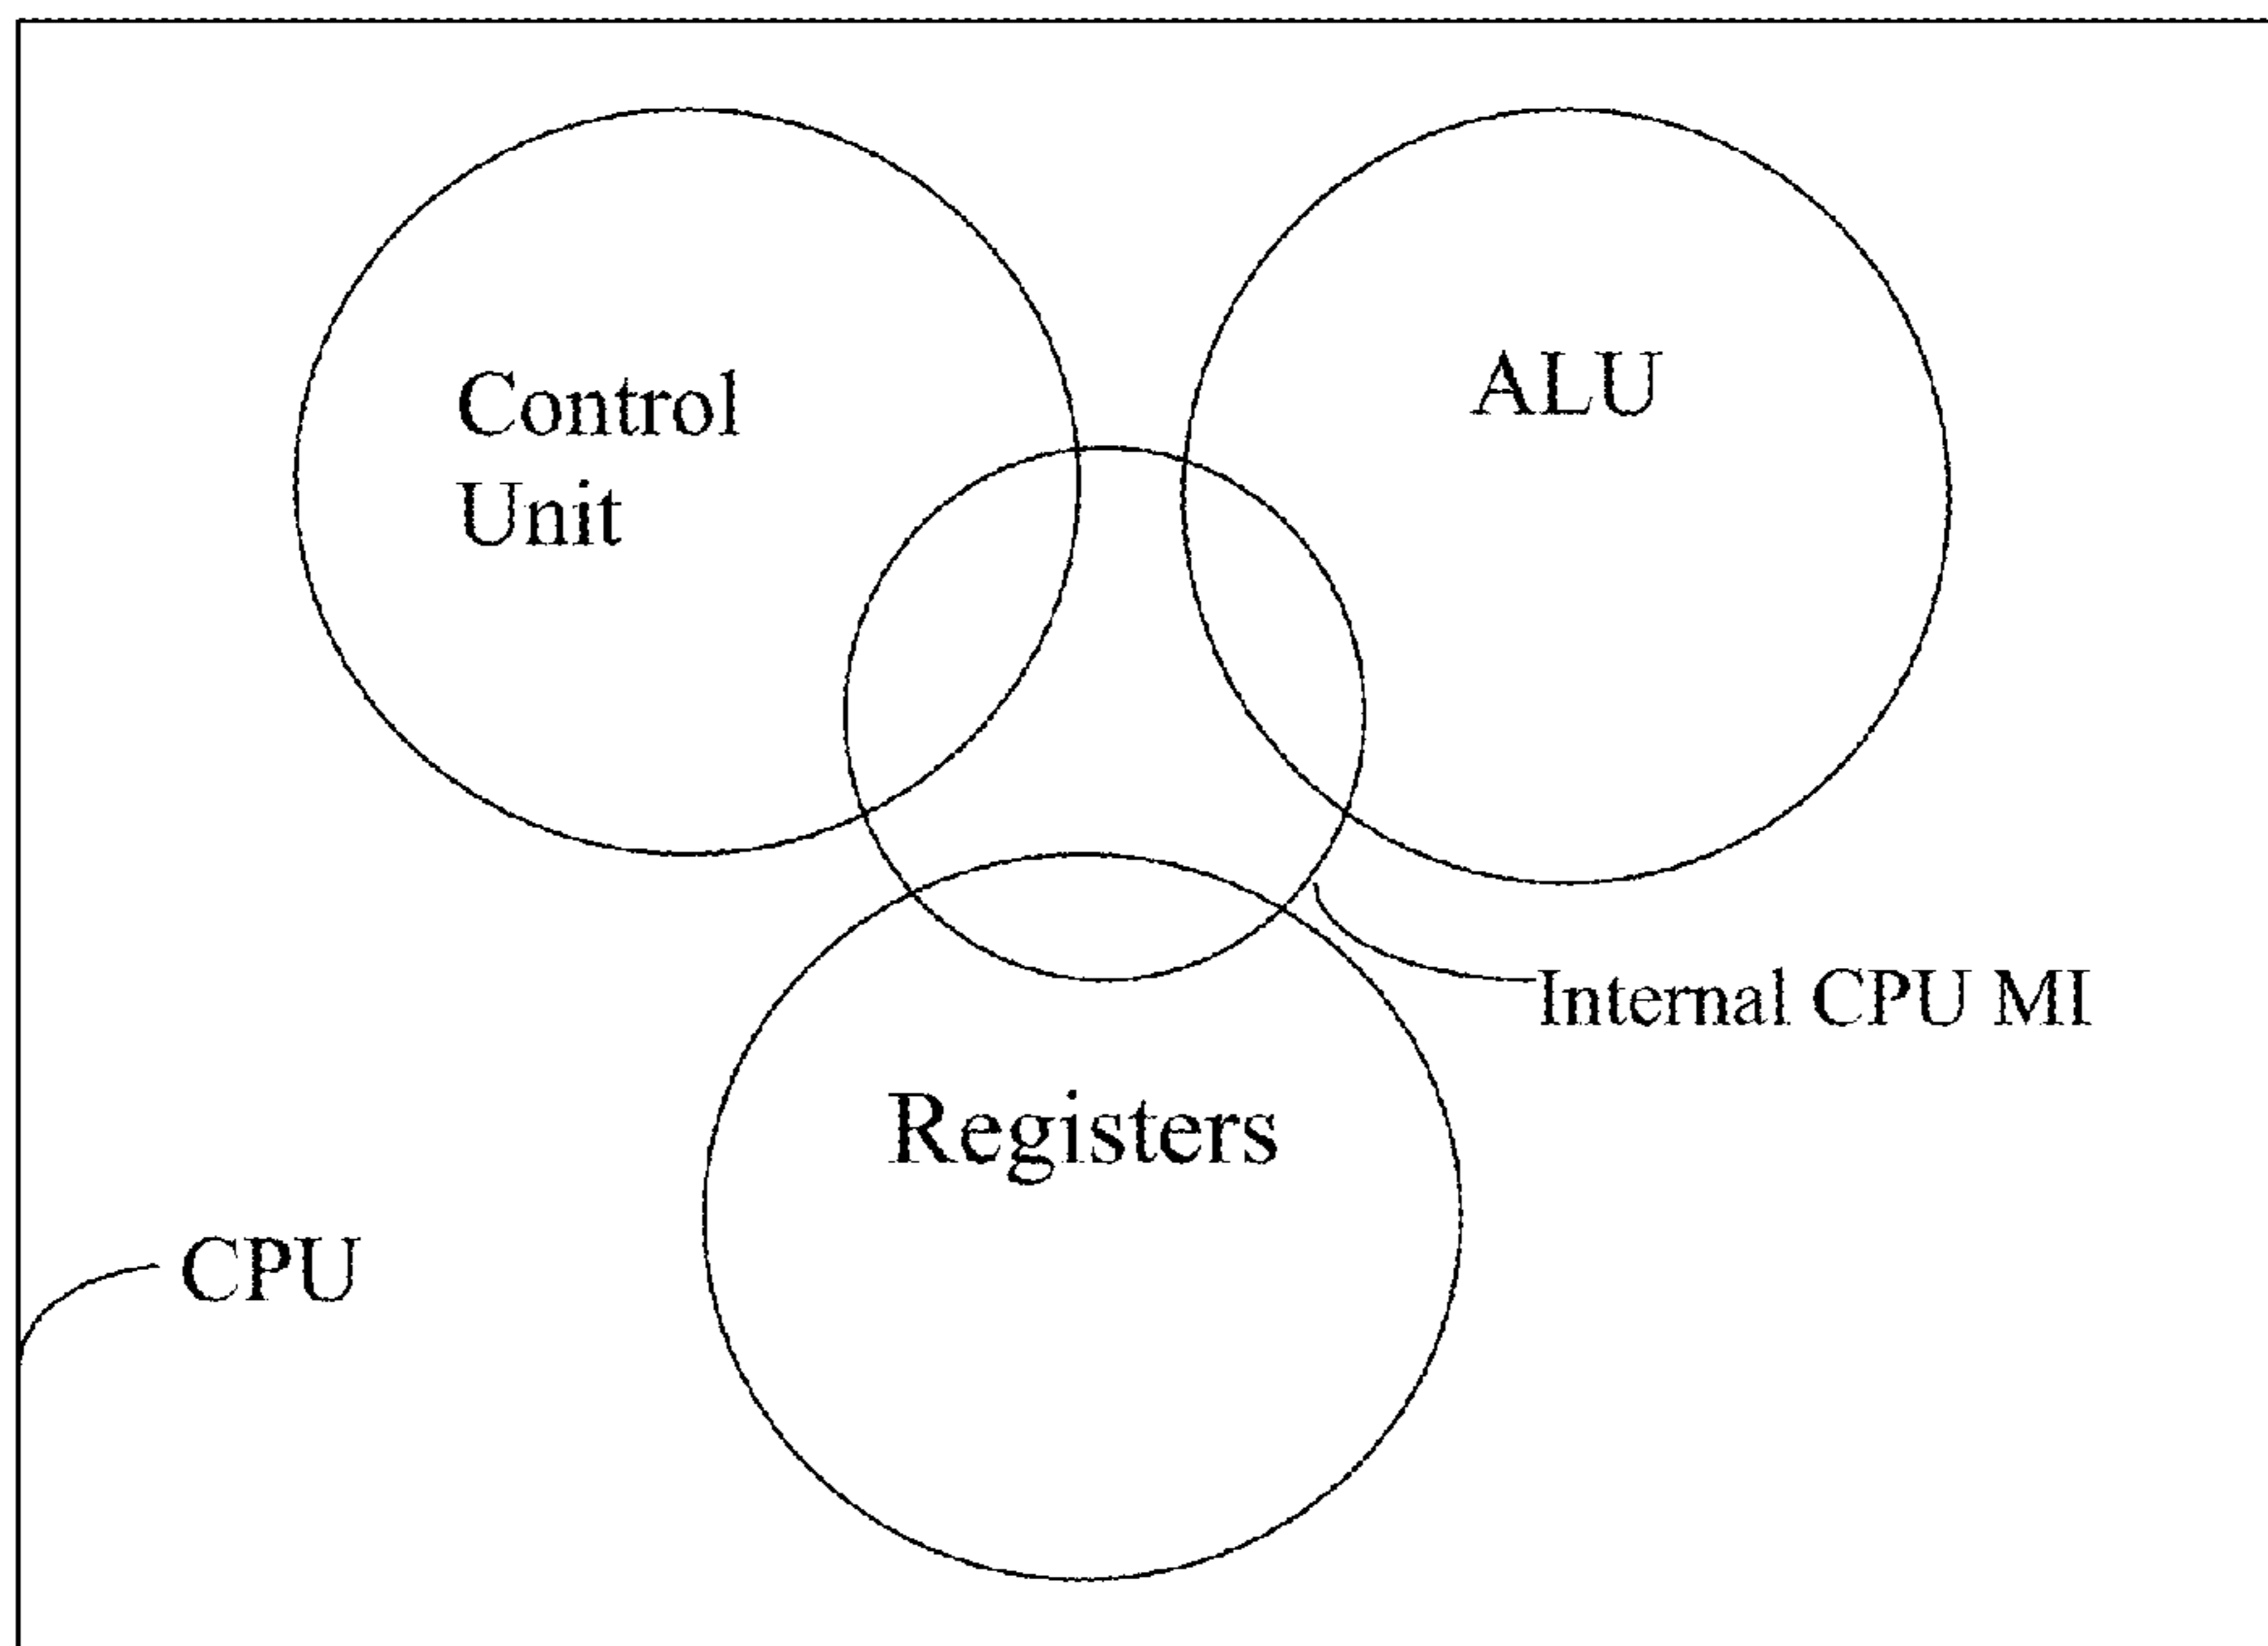 Control
Unit
ALU
Internal CPU MI
Registers
CPU